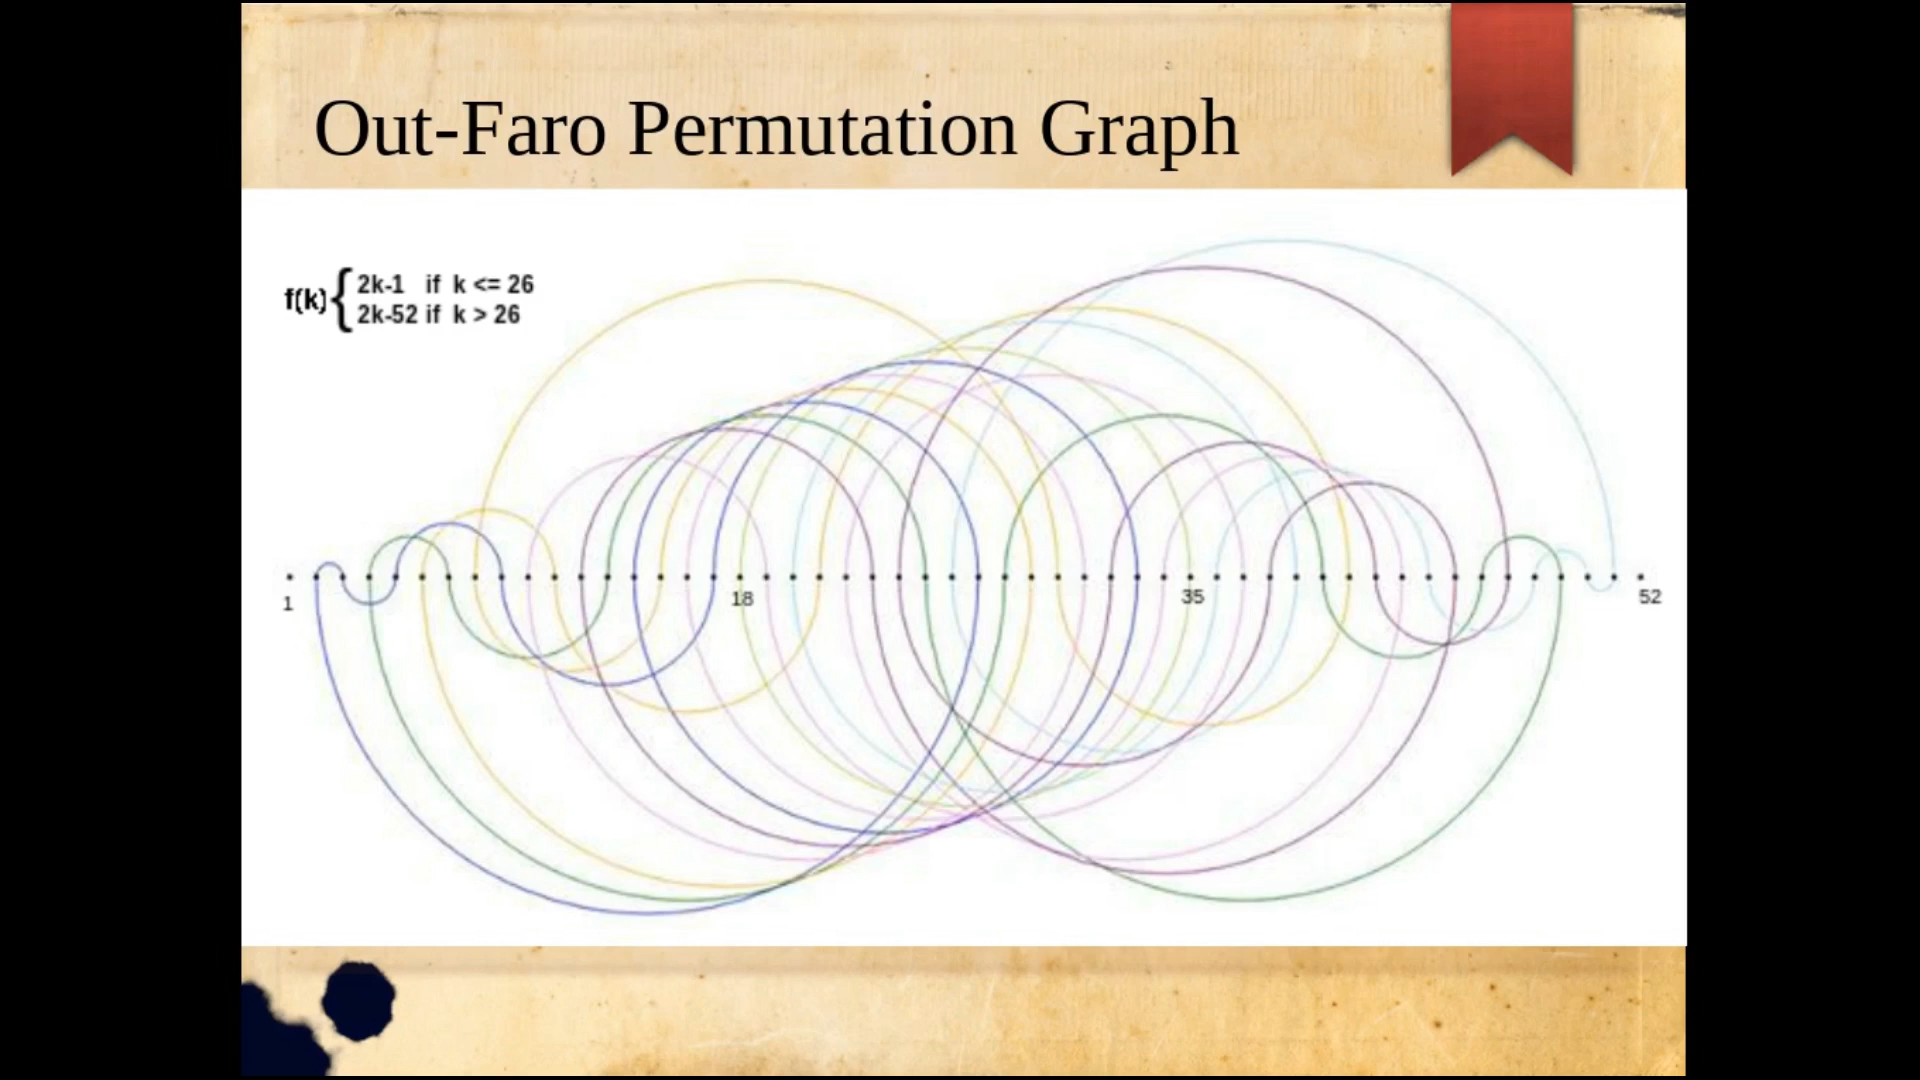 Out-Faro Permutation Graph
f(k) { 2k-1 if k <= 26
2k-52 if k > 26
1 18 35 52